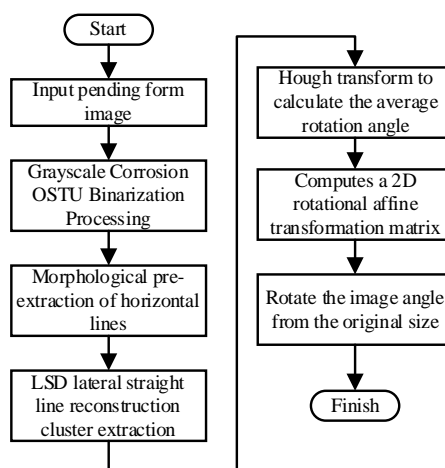 Start
Input pending form
image
Grayscale Corrosion
OSTU Binarization
Processing
Morphological pre-
extraction of horizontal
lines
LSD lateral straight
line reconstruction
cluster extraction
Hough transform to
calculate the average
rotation angle
Computes a 2D
rotational affine
transformation matrix
Rotate the image angle
from the original size
Finish